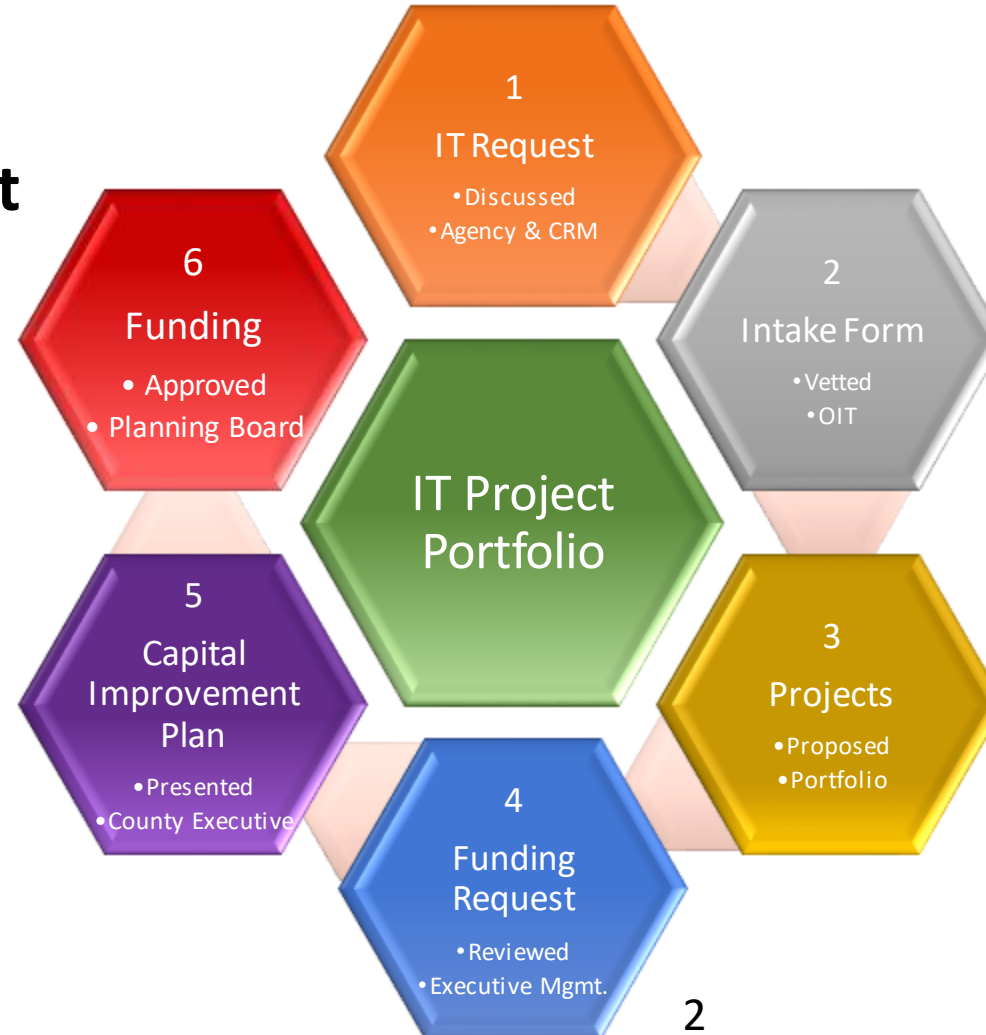 t
1
IT Request
• Discussed
• Agency & CRM
2
Intake Form
• Vetted
• OIT
3
Projects
• Proposed
• Portfolio
4
Funding
Request
• Reviewed
• Executive Mgmt.
5
Capital
Improvement
Plan
• Presented
• County Executive
6
Funding
• Approved
• Planning Board
IT Project
Portfolio
2